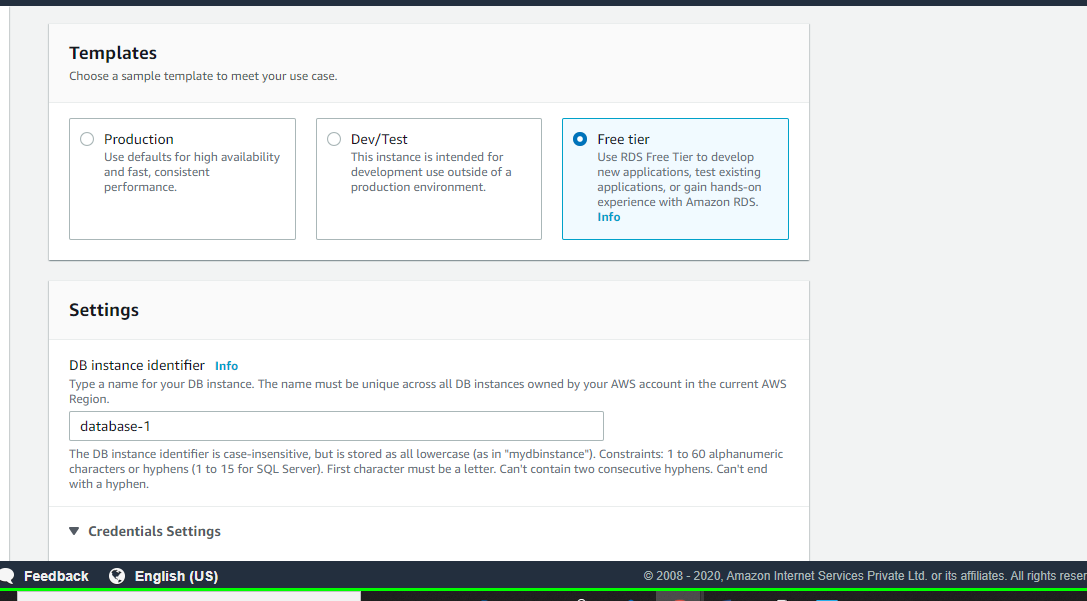 Templates
Choose a sample template to meet your use case.
Production
Use defaults for high availability
and fast, consistent
performance.
Dev/Test
This instance is intended for
development use outside of a
production environment.
Free tier
Use RDS Free Tier to develop
new applications, test existing
applications, or gain hands-on
experience with Amazon RDS.
Info
Settings
DB instance identifier Info
Type a name for your DB instance. The name must be unique across all DB instances owned by your AWS account in the current AWS
Region.
database-1
The DB instance identifier is case-insensitive, but is stored as all lowercase (as in "mydbinstance"). Constraints: 1 to 60 alphanumeric
characters or hyphens (1 to 15 for SQL Server). First character must be a letter. Can't contain two consecutive hyphens. Can't end
with a hyphen.
Credentials Settings
Feedback English (US) © 2008 - 2020, Amazon Internet Services Private Ltd. or its affiliates. All rights reser